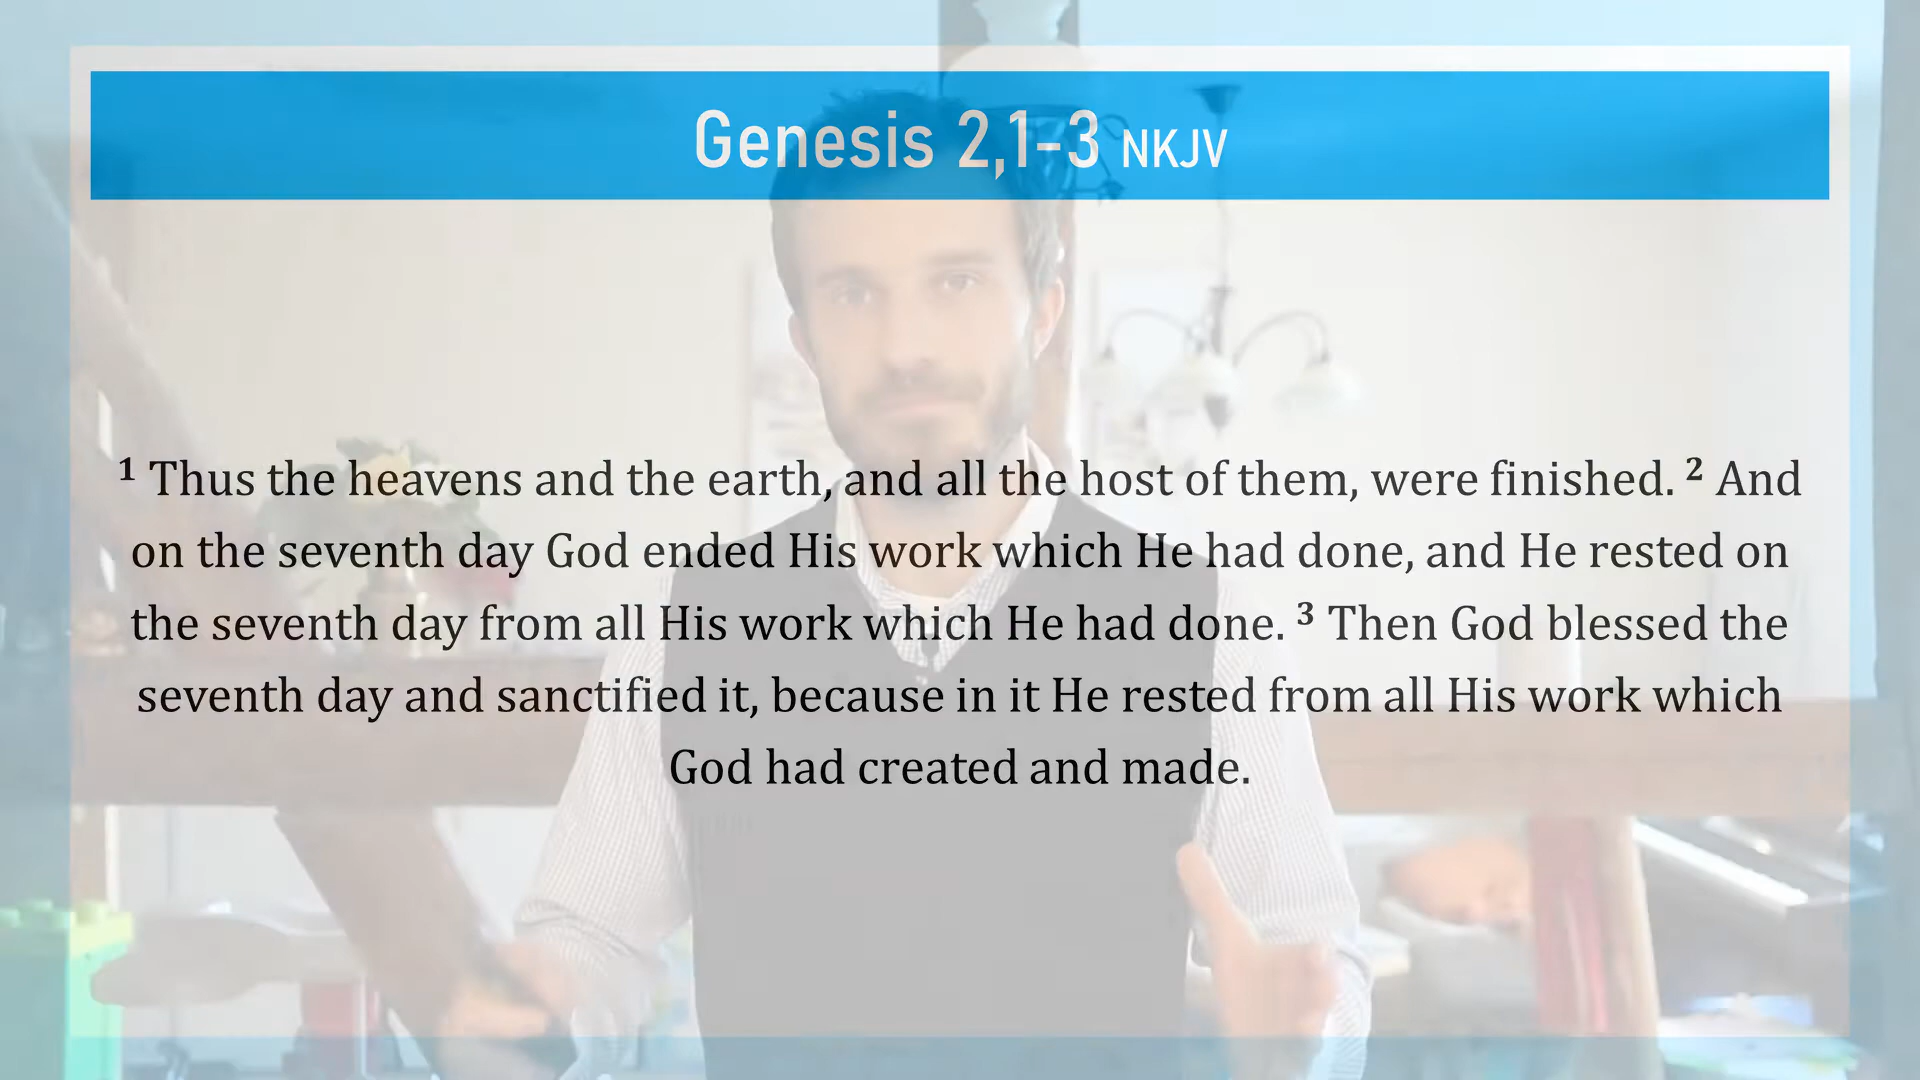 Genesis 2,1-3 NKJV
¹ Thus the heavens and the earth, and all the host of them, were finished. ² And
on the seventh day God ended His work which He had done, and He rested on
the seventh day from all His work which He had done. ³ Then God blessed the
seventh day and sanctified it, because in it He rested from all His work which
God had created and made.